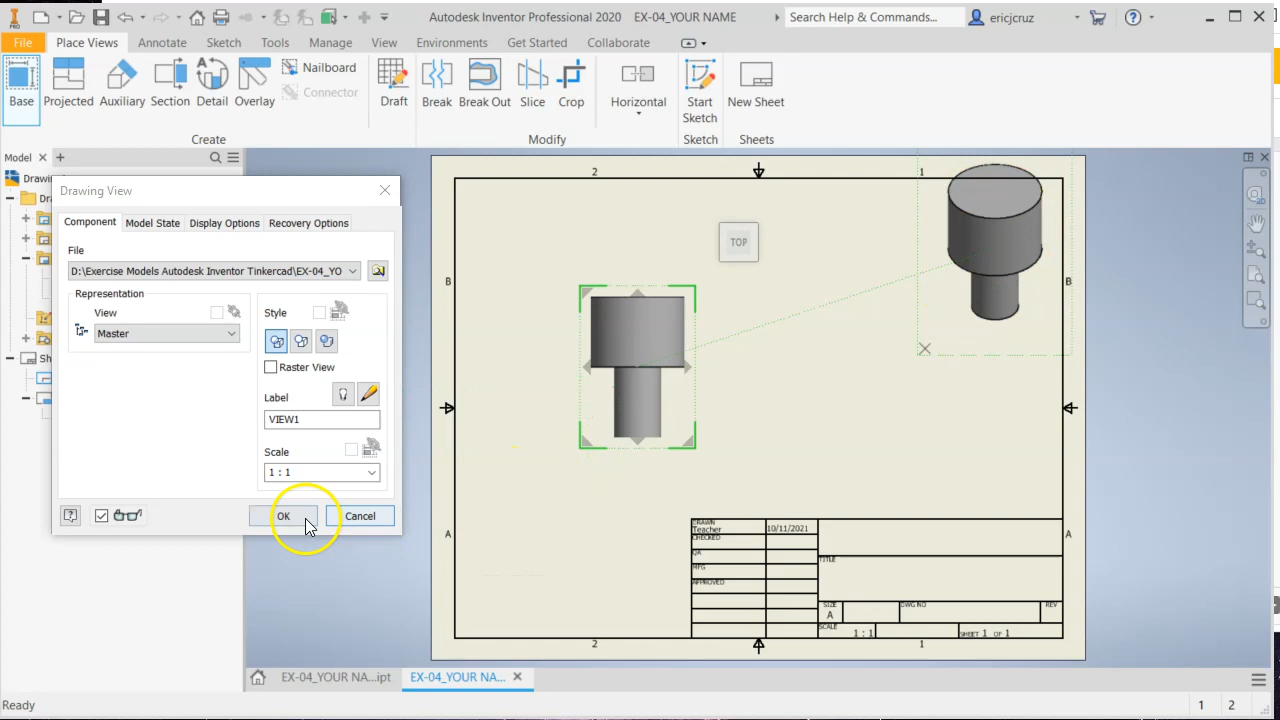 Autodesk Inventor Professional 2020 EX-04_YOUR NAME
Search Help & Commands...
ericjcruz
File Place Views Annotate Sketch Tools Manage View Environments Get Started Collaborate
Base
Projected
Auxiliary
Section
Detail
Overlay
Nailboard
Connector
Draft
Break
Break Out
Slice
Crop
Horizontal
Start
Sketch
New Sheet
Create
Modify
Sketch
Sheets
Model
Drawing View
Component Model State Display Options Recovery Options
File
D:\Exercise Models Autodesk Inventor Tinkercad\EX-04_YO
Representation
View
Master
Style
Raster View
Label
VIEW1
Scale
1 : 1
OK
Cancel
2
1
TOP
B
B
A
A
DRAWN
Teacher
10/11/2021
CHECKED
QA
MFG
APPROVED
TITLE
SIZE
A
DWG NO
REV
SCALE
1 : 1
SHEET 1 OF 1
2
1
EX-04_YOUR NA...ipt
EX-04_YOUR NA...
Ready
1
2